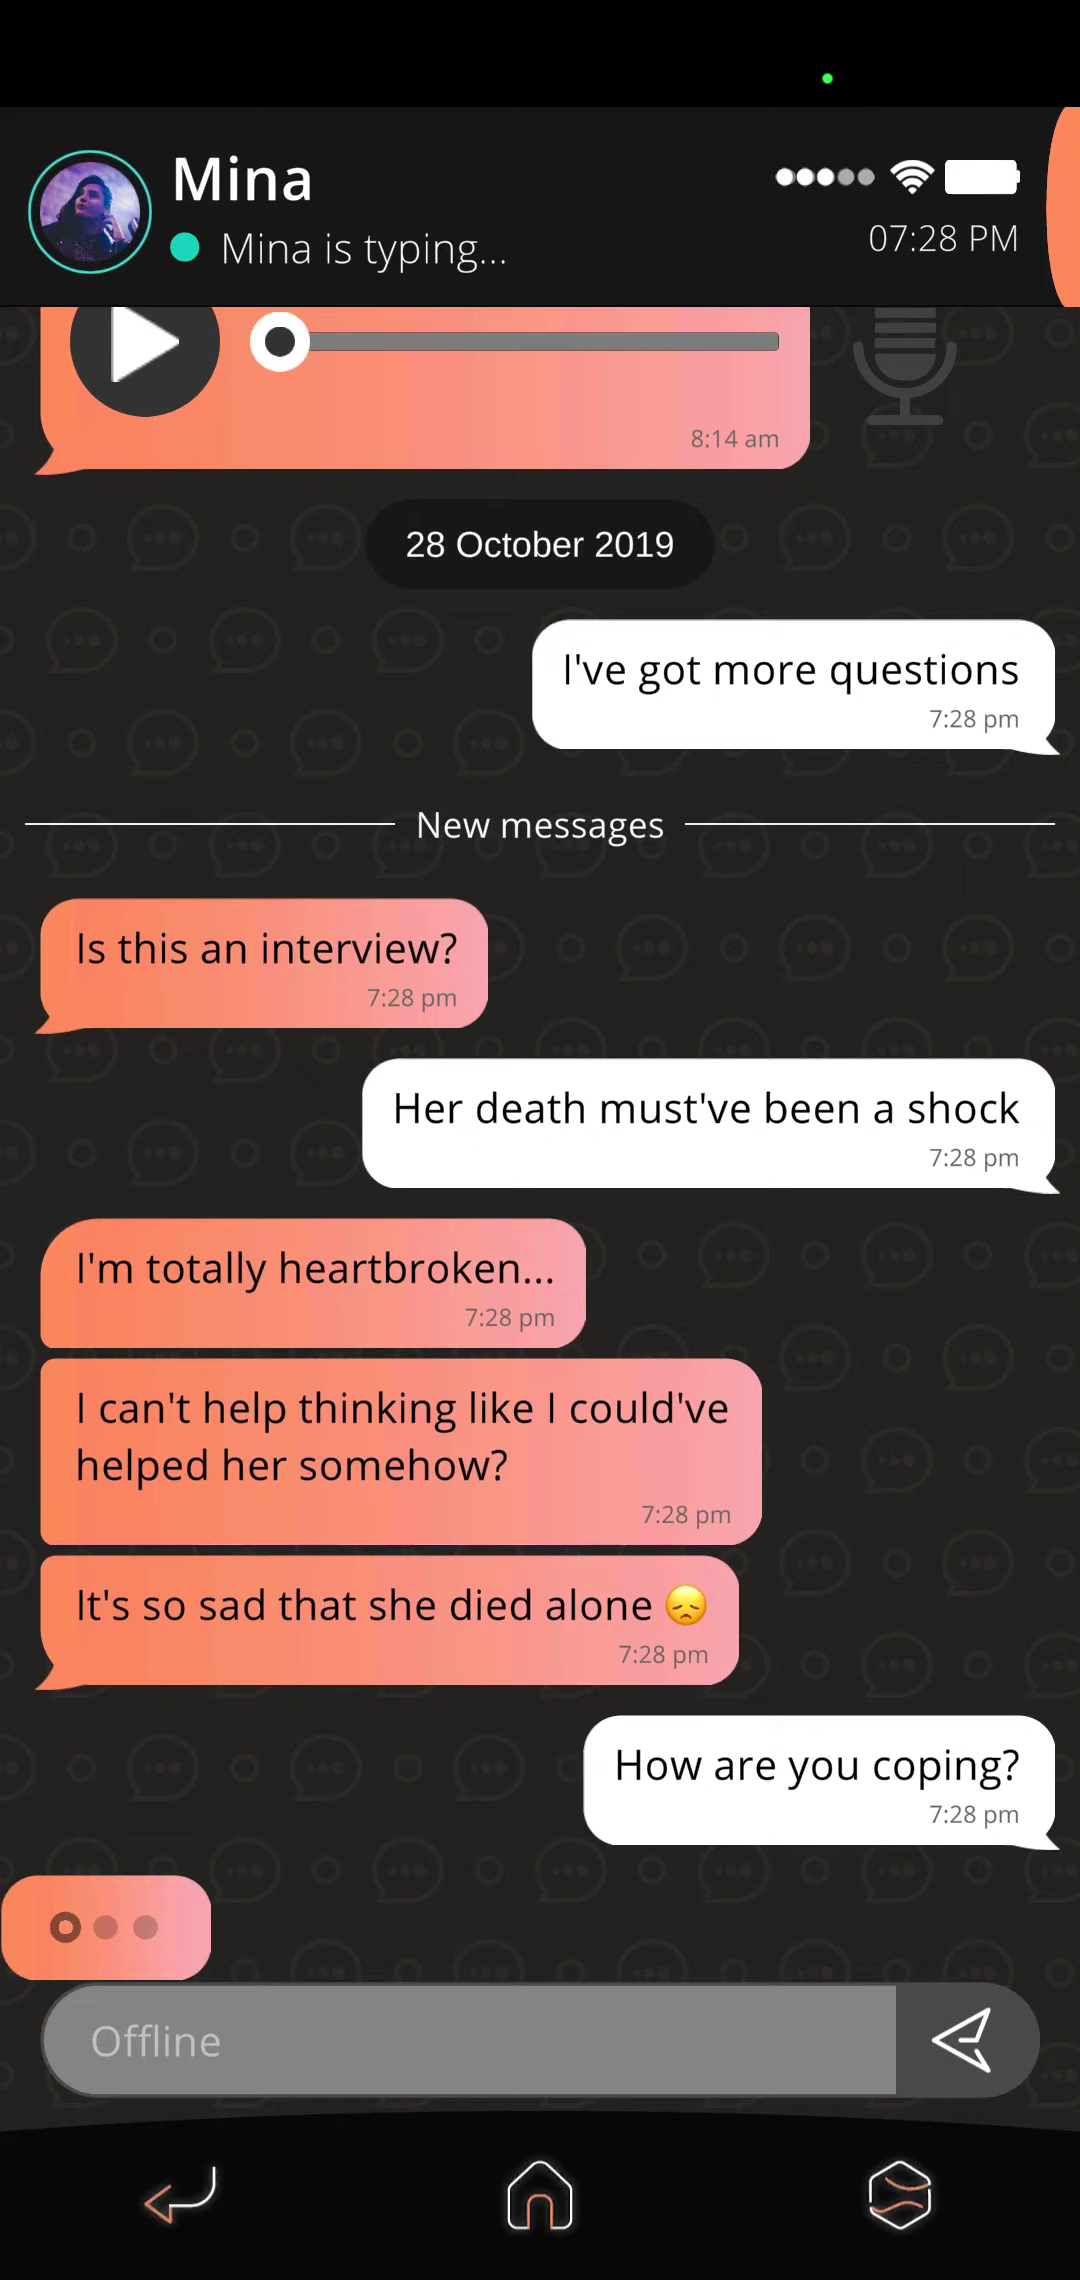 Mina
Mina is typing...
07:28 PM
8:14 am
28 October 2019
I've got more questions
7:28 pm
New messages
Is this an interview?
7:28 pm
Her death must've been a shock
7:28 pm
I'm totally heartbroken...
7:28 pm
I can't help thinking like I could've
helped her somehow?
7:28 pm
It's so sad that she died alone 😞
7:28 pm
How are you coping?
7:28 pm
Offline